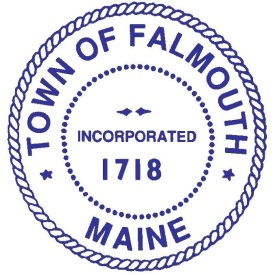 TOWN OF FALMOUTH
INCORPORATED
1718
MAINE